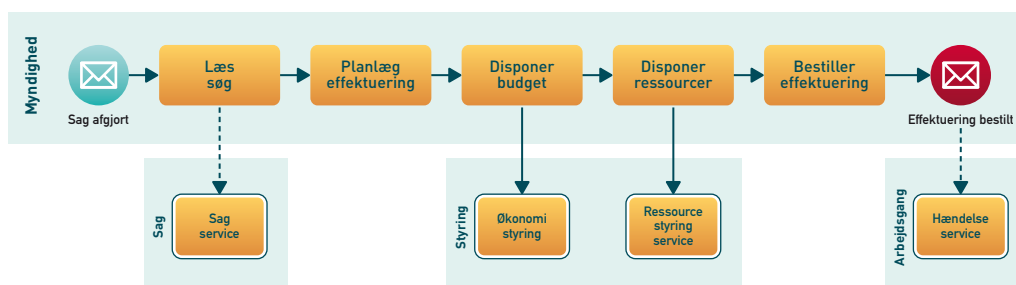 Myndighed
Sag afgjort
Læs
søg
Planlæg
effektuering
Disponer
budget
Disponer
ressourcer
Bestiller
effektuering
Effektuering bestilt
Sag
Sag
service
Styring
Økonomi
styring
Ressource
styring
service
Arbejdsgang
Hændelse
service